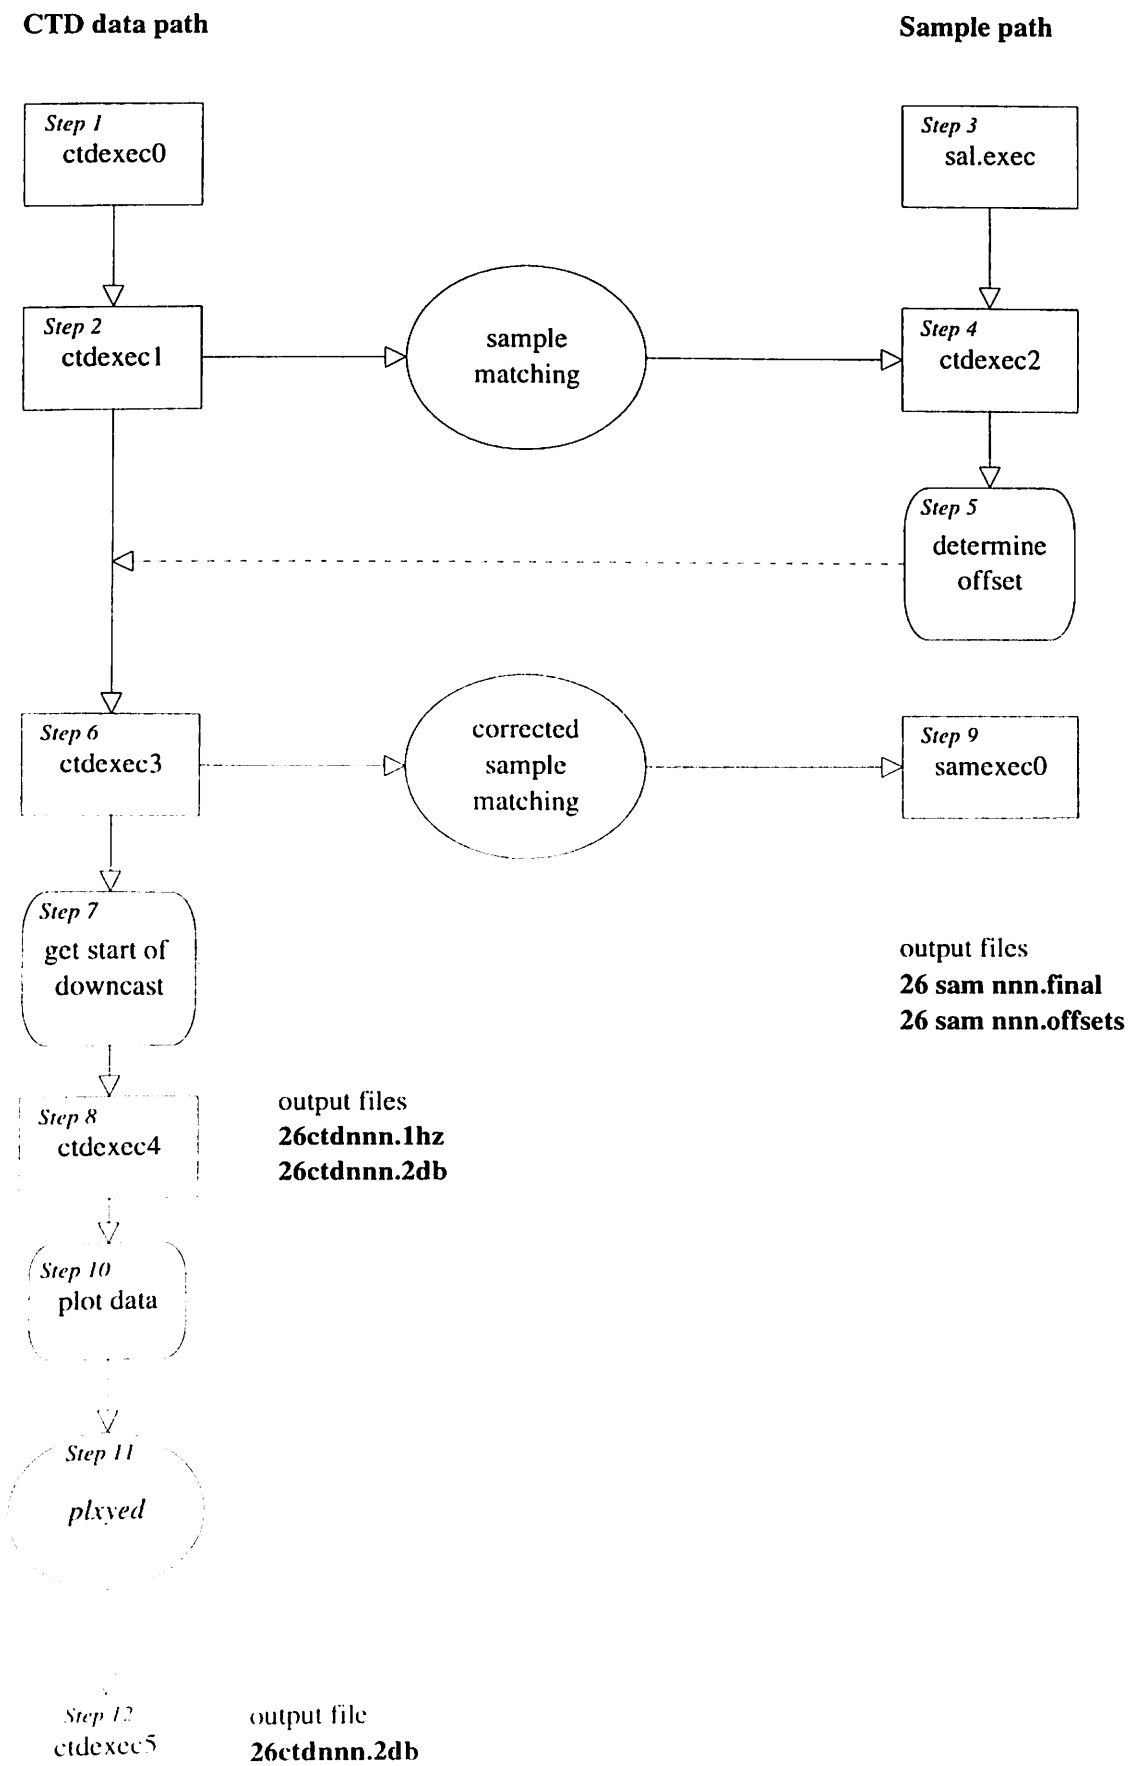 CTD data path
Sample path
Step 1
ctdexec0
Step 3
sal.exec
Step 2
ctdexec1
sample
matching
Step 4
ctdexec2
Step 5
determine
offset
Step 6
ctdexec3
corrected
sample
matching
Step 9
samexec0
Step 7
get start of
downcast
output files
26 sam nnn.final
26 sam nnn.offsets
Step 8
ctdexec4
output files
26ctdnnn.1hz
26ctdnnn.2db
Step 10
plot data
Step 11
plxyed
Step 12
ctdexec5
output file
26ctdnnn.2db